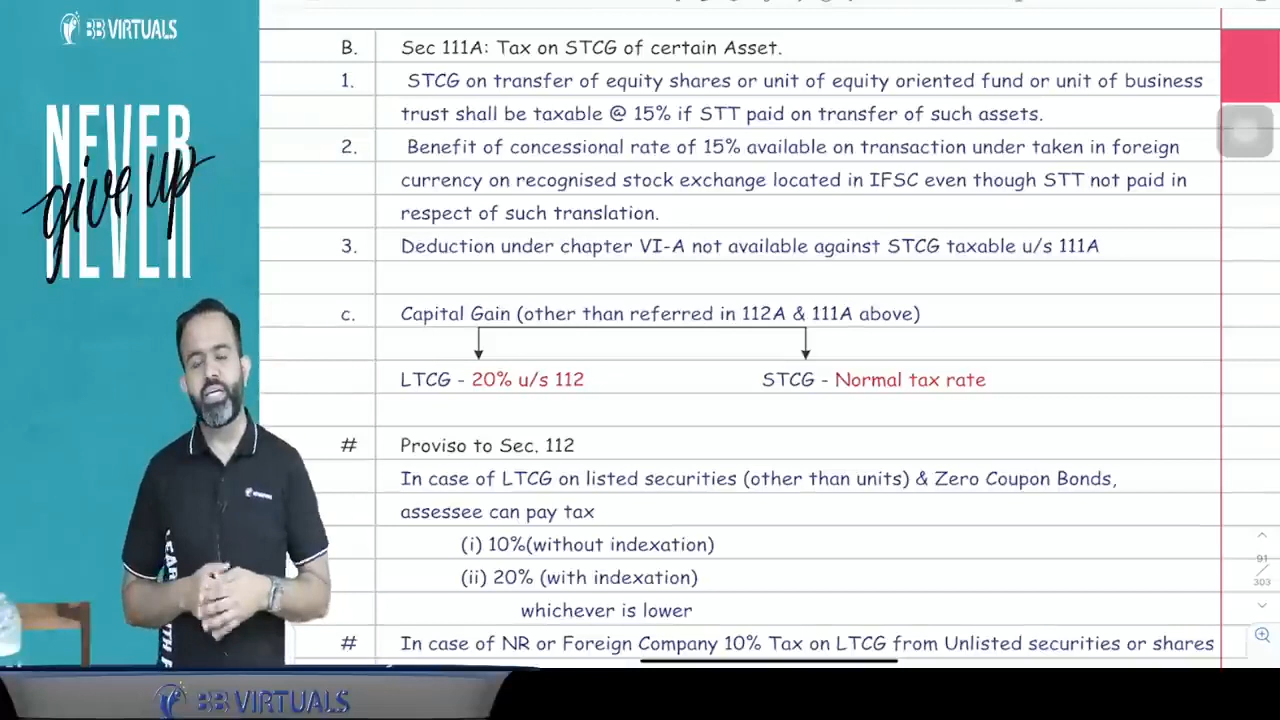 BB VIRTUALS
NEVER
give up
NEVER
B. Sec 111A: Tax on STCG of certain Asset.
1. STCG on transfer of equity shares or unit of equity oriented fund or unit of business
trust shall be taxable @ 15% if STT paid on transfer of such assets.
2. Benefit of concessional rate of 15% available on transaction under taken in foreign
currency on recognised stock exchange located in IFSC even though STT not paid in
respect of such translation.
3. Deduction under chapter VI-A not available against STCG taxable u/s 111A
c. Capital Gain (other than referred in 112A & 111A above)
LTCG - 20% u/s 112 STCG - Normal tax rate
# Proviso to Sec. 112
In case of LTCG on listed securities (other than units) & Zero Coupon Bonds,
assessee can pay tax
(i) 10%(without indexation)
(ii) 20% (with indexation)
whichever is lower
# In case of NR or Foreign Company 10% Tax on LTCG from Unlisted securities or shares
91
303
BB VIRTUALS